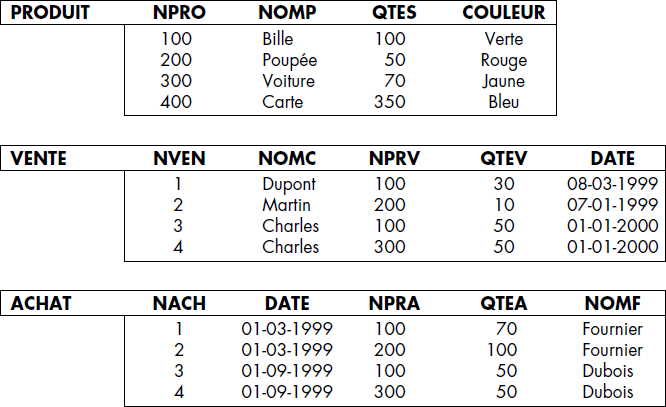 PRODUIT NPRO NOMP QTES COULEUR
100 Bille 100 Verte
200 Poupée 50 Rouge
300 Voiture 70 Jaune
400 Carte 350 Bleu
VENTE NVEN NOMC NPRV QTEV DATE
1 Dupont 100 30 08-03-1999
2 Martin 200 10 07-01-1999
3 Charles 100 50 01-01-2000
4 Charles 300 50 01-01-2000
ACHAT NACH DATE NPRA QTEA NOMF
1 01-03-1999 100 70 Fournier
2 01-03-1999 200 100 Fournier
3 01-09-1999 100 50 Dubois
4 01-09-1999 300 50 Dubois